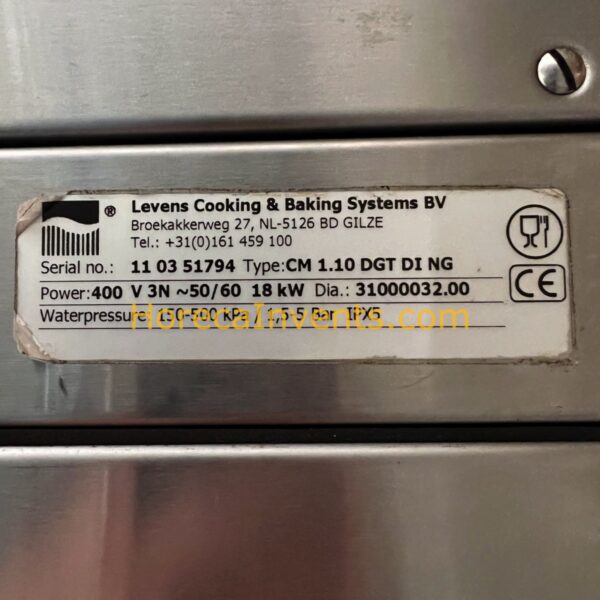 ® Levens Cooking & Baking Systems BV
Broekakkerweg 27, NL-5126 BD GILZE
Tel.: +31(0)161 459 100
Serial no.: 11 03 51794 Type:CM 1.10 DGT DI NG
Power:400 V 3N ~50/60 18 kW Dia.: 31000032.00
Waterpressure: 150-500 kPa / 1,5-5 Bar IPX5
HorecaInvents.com
CE